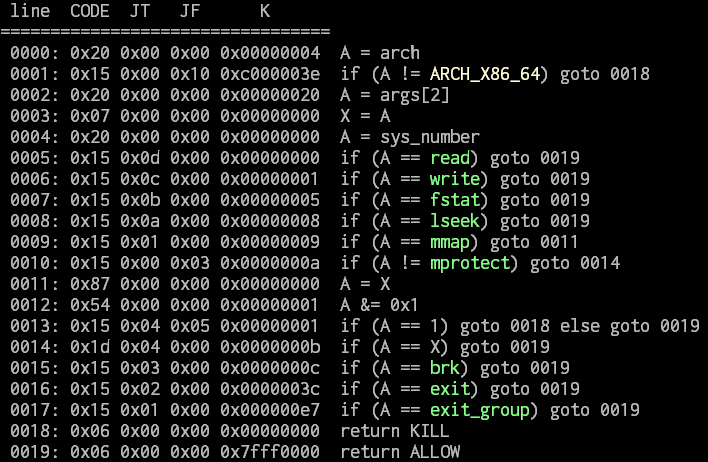 line  CODE  JT   JF      K
=================================
0000: 0x20 0x00 0x00 0x00000004  A = arch
0001: 0x15 0x00 0x10 0xc000003e  if (A != ARCH_X86_64) goto 0018
0002: 0x20 0x00 0x00 0x00000020  A = args[2]
0003: 0x07 0x00 0x00 0x00000000  X = A
0004: 0x20 0x00 0x00 0x00000000  A = sys_number
0005: 0x15 0x0d 0x00 0x00000000  if (A == read) goto 0019
0006: 0x15 0x0c 0x00 0x00000001  if (A == write) goto 0019
0007: 0x15 0x0b 0x00 0x00000005  if (A == fstat) goto 0019
0008: 0x15 0x0a 0x00 0x00000008  if (A == lseek) goto 0019
0009: 0x15 0x01 0x00 0x00000009  if (A == mmap) goto 0011
0010: 0x15 0x00 0x03 0x0000000a  if (A != mprotect) goto 0014
0011: 0x87 0x00 0x00 0x00000000  A = X
0012: 0x54 0x00 0x00 0x00000001  A &= 0x1
0013: 0x15 0x04 0x05 0x00000001  if (A == 1) goto 0018 else goto 0019
0014: 0x1d 0x04 0x00 0x0000000b  if (A == X) goto 0019
0015: 0x15 0x03 0x00 0x0000000c  if (A == brk) goto 0019
0016: 0x15 0x02 0x00 0x0000003c  if (A == exit) goto 0019
0017: 0x15 0x01 0x00 0x000000e7  if (A == exit_group) goto 0019
0018: 0x06 0x00 0x00 0x00000000  return KILL
0019: 0x06 0x00 0x00 0x7fff0000  return ALLOW